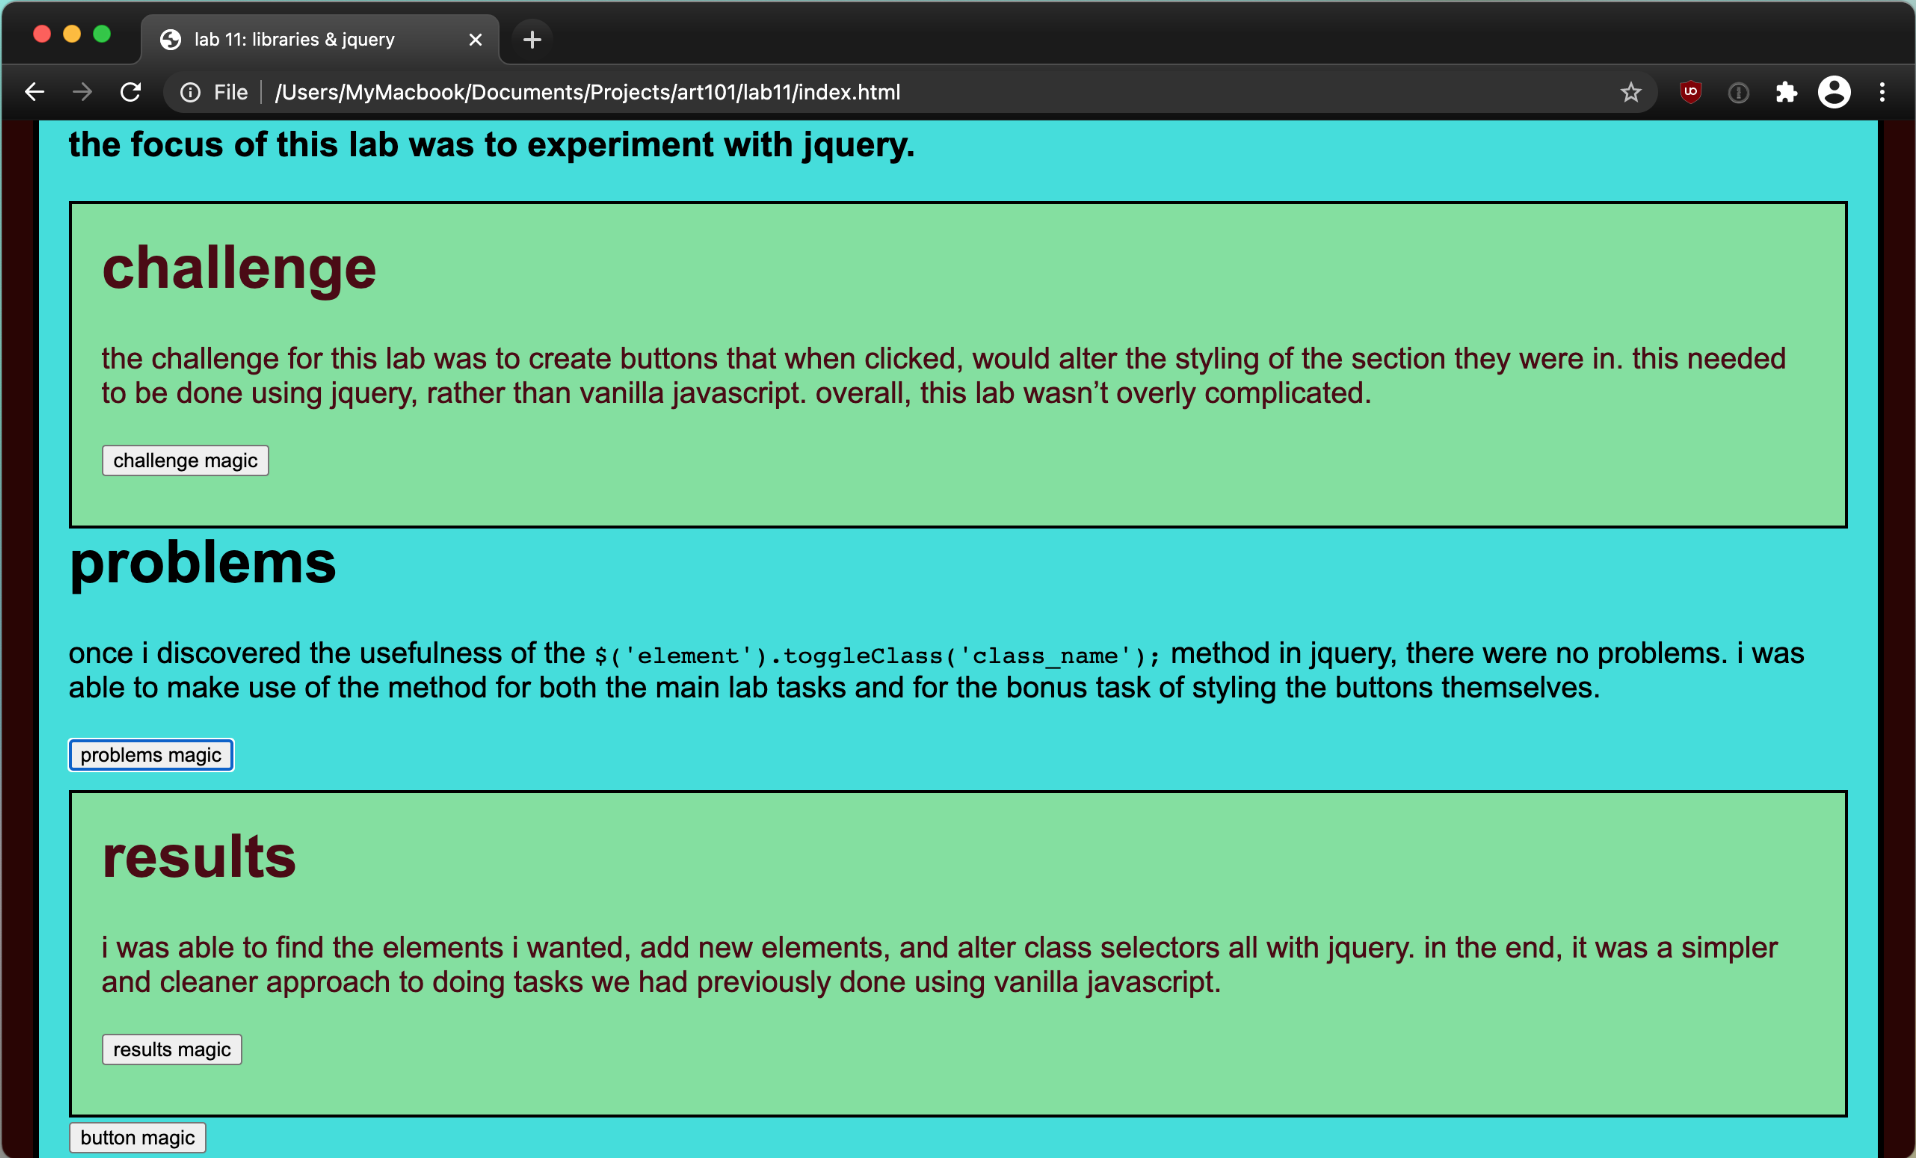 lab 11: libraries & jquery
File /Users/MyMacbook/Documents/Projects/art101/lab11/index.html
the focus of this lab was to experiment with jquery.
challenge
the challenge for this lab was to create buttons that when clicked, would alter the styling of the section they were in. this needed
to be done using jquery, rather than vanilla javascript. overall, this lab wasn’t overly complicated.
challenge magic
problems
once i discovered the usefulness of the $('element').toggleClass('class_name'); method in jquery, there were no problems. i was
able to make use of the method for both the main lab tasks and for the bonus task of styling the buttons themselves.
problems magic
results
i was able to find the elements i wanted, add new elements, and alter class selectors all with jquery. in the end, it was a simpler
and cleaner approach to doing tasks we had previously done using vanilla javascript.
results magic
button magic